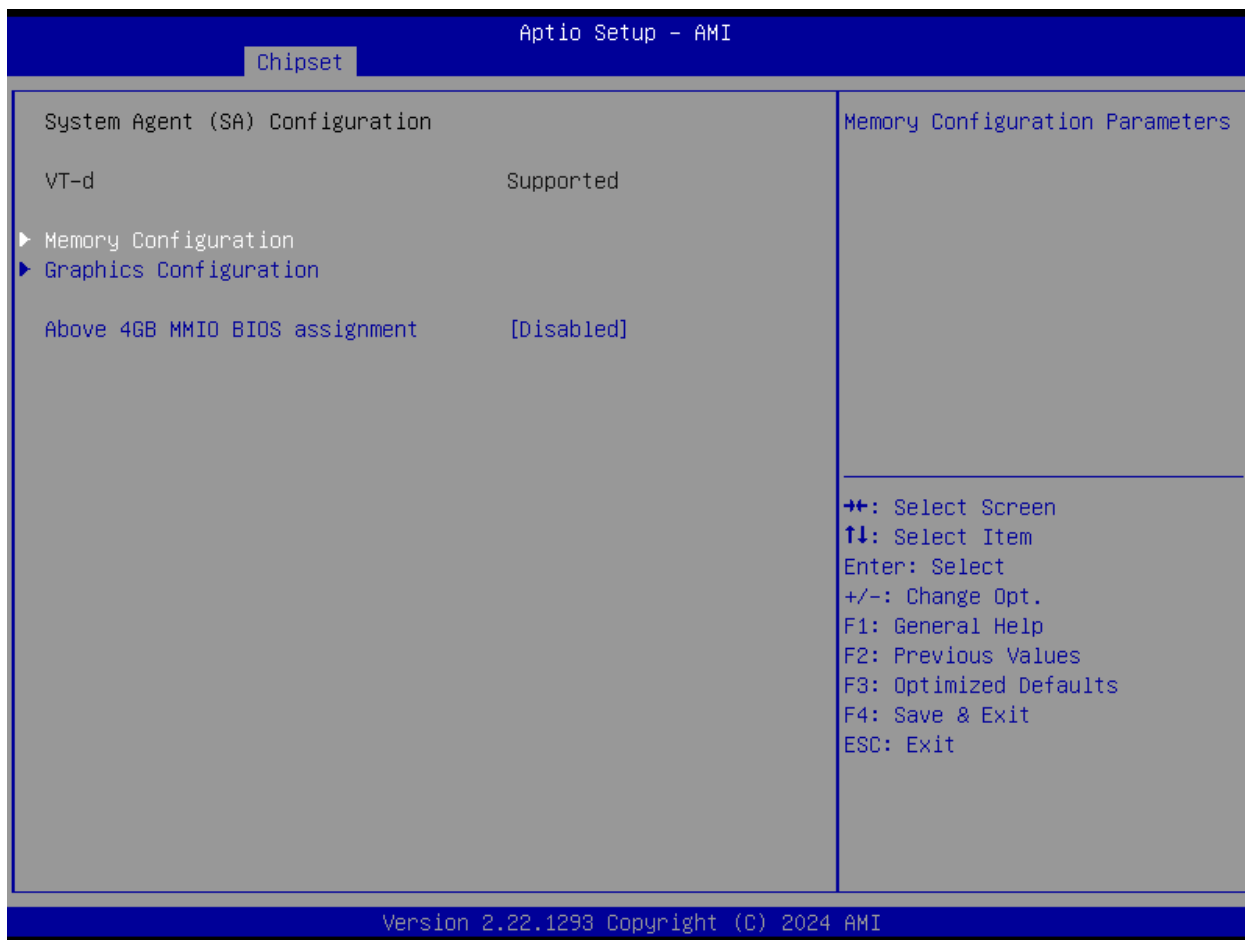 Aptio Setup – AMI
Chipset
System Agent (SA) Configuration
VT-d Supported
Memory Configuration
Graphics Configuration
Above 4GB MMIO BIOS assignment [Disabled]
Memory Configuration Parameters
→←: Select Screen
↑↓: Select Item
Enter: Select
+/-: Change Opt.
F1: General Help
F2: Previous Values
F3: Optimized Defaults
F4: Save & Exit
ESC: Exit
Version 2.22.1293 Copyright (C) 2024 AMI